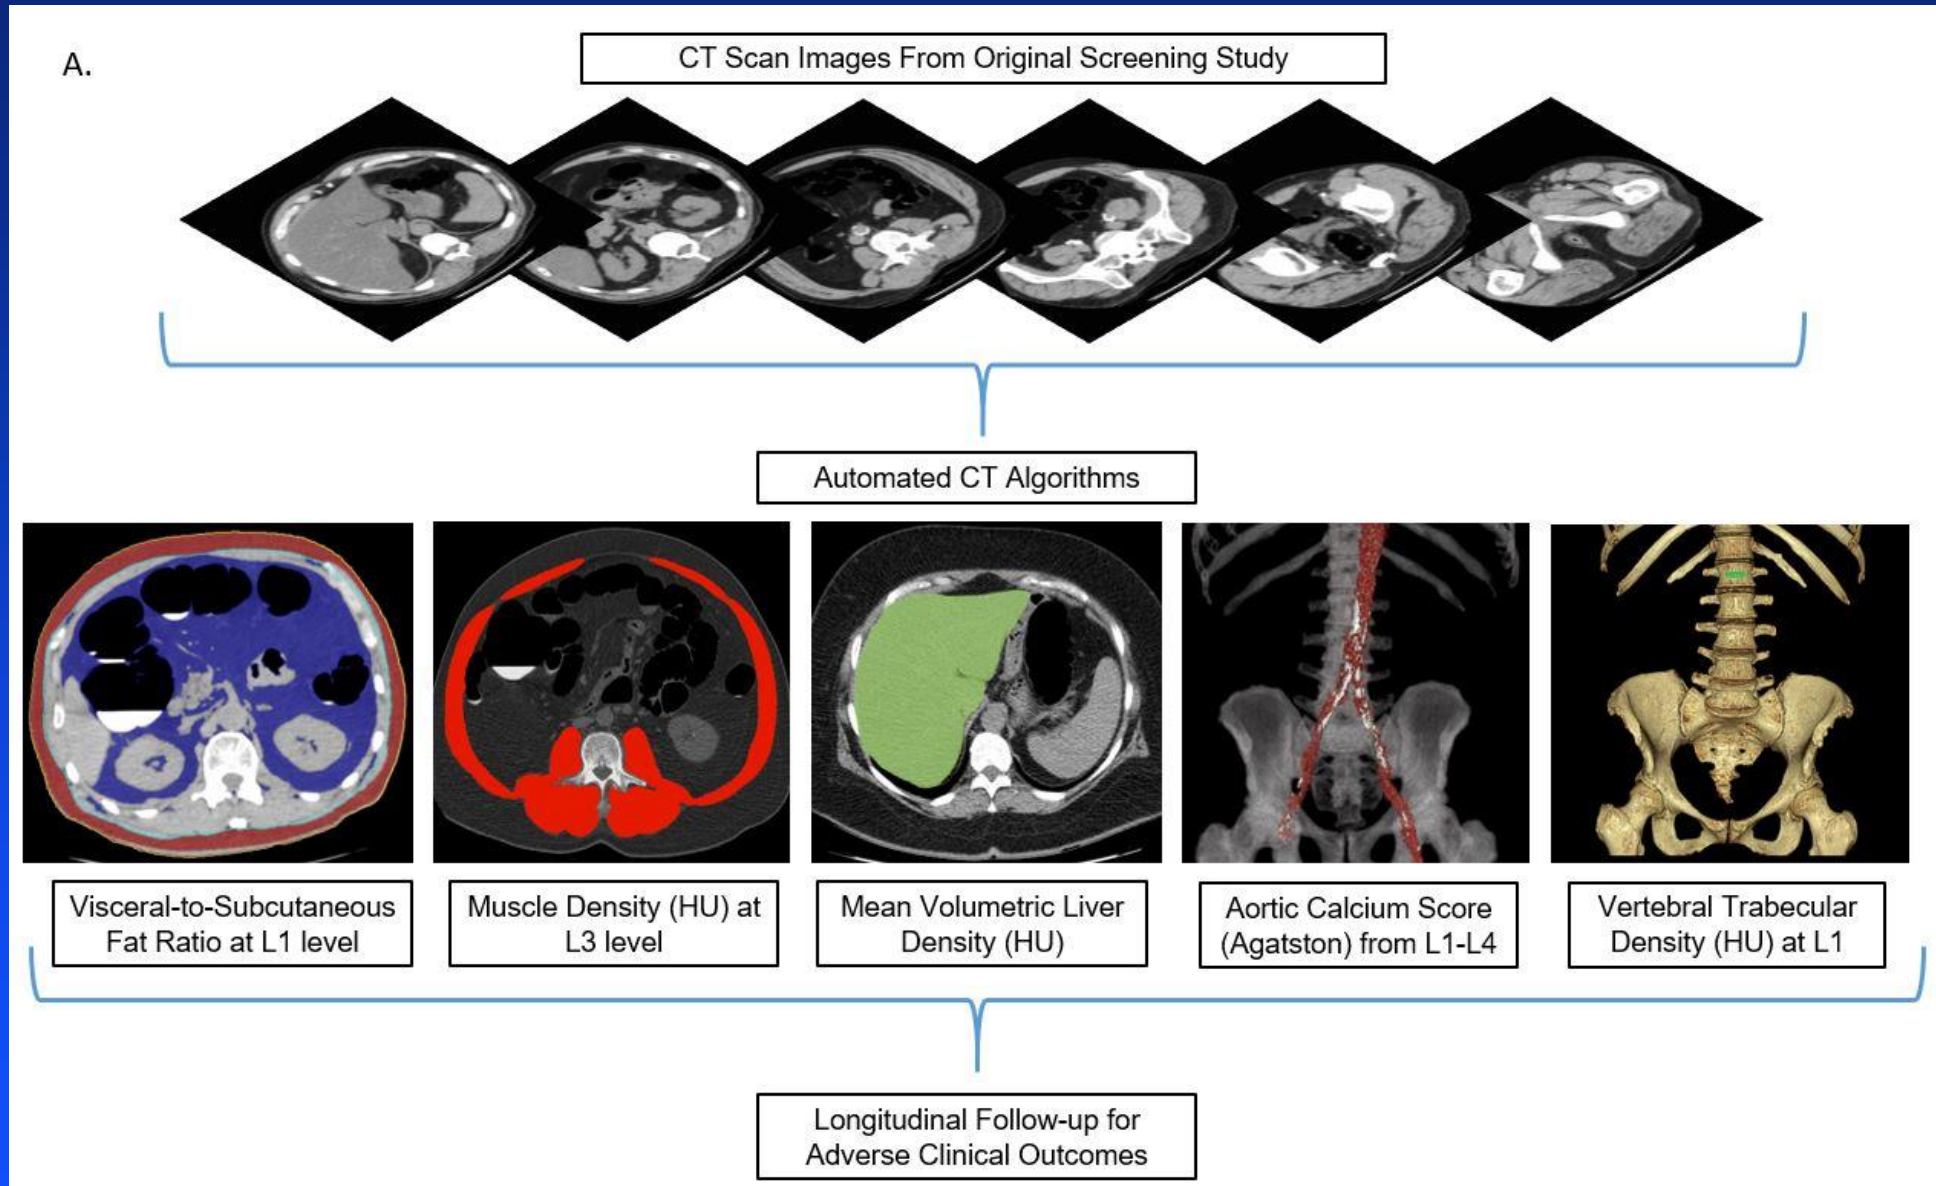 A.
CT Scan Images From Original Screening Study
Automated CT Algorithms
Visceral-to-Subcutaneous
Fat Ratio at L1 level
Muscle Density (HU) at
L3 level
Mean Volumetric Liver
Density (HU)
Aortic Calcium Score
(Agatston) from L1-L4
Vertebral Trabecular
Density (HU) at L1
Longitudinal Follow-up for
Adverse Clinical Outcomes